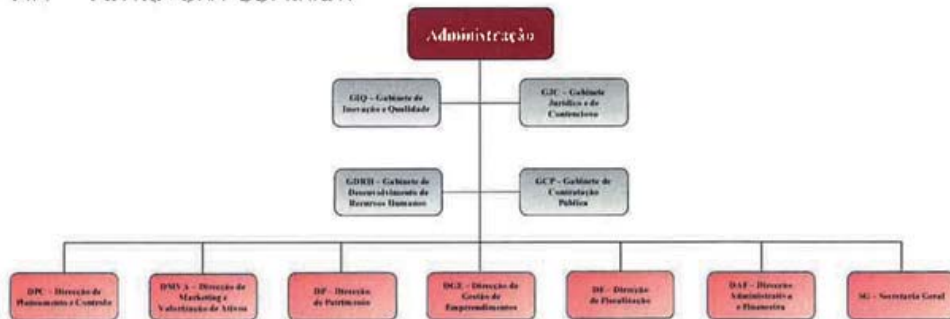 Administração
GIQ – Gabinete de
Inovação e Qualidade
GJC – Gabinete
Jurídico e de
Contencioso
GDRH – Gabinete de
Desenvolvimento de
Recursos Humanos
GCP – Gabinete de
Contratação
Pública
DPC – Direcção de
Planeamento e Controlo
DMVA – Direcção de
Marketing e
Valorização de Ativos
DP – Direcção
de Património
DGE – Direcção de
Gestão de
Empreendimentos
DF – Direcção
de Fiscalização
DAF – Direcção
Administrativa
e Financeira
SG – Secretaria Geral